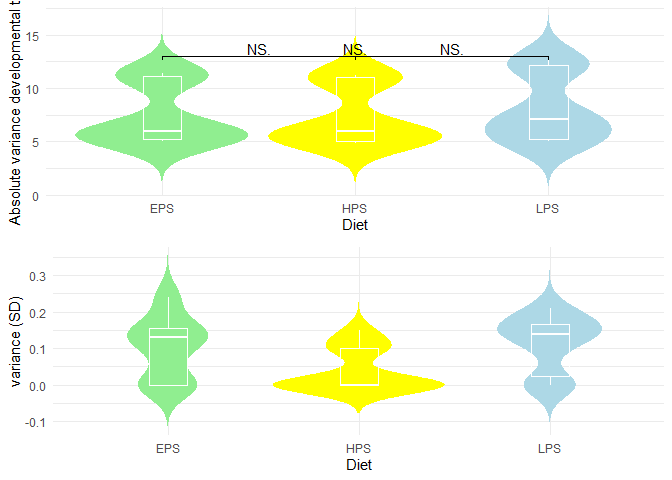 Absolute variance developmental t
15
10
5
0
NS. NS. NS.
EPS HPS LPS
Diet
variance (SD)
0.3
0.2
0.1
0.0
-0.1
EPS HPS LPS
Diet